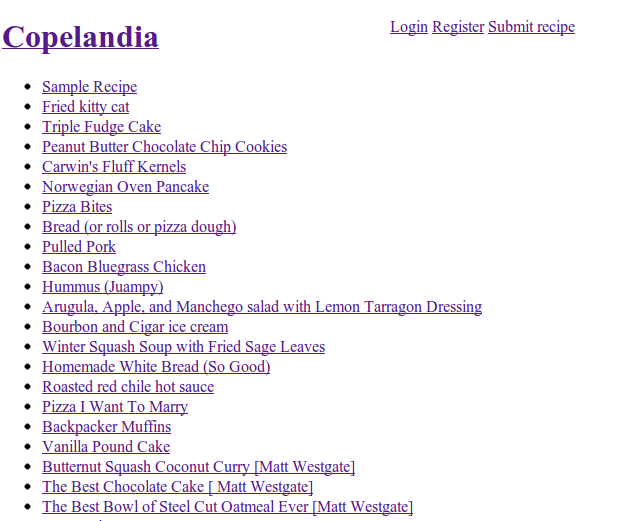 Copelandia
Login Register Submit recipe
Sample Recipe
Fried kitty cat
Triple Fudge Cake
Peanut Butter Chocolate Chip Cookies
Carwin's Fluff Kernels
Norwegian Oven Pancake
Pizza Bites
Bread (or rolls or pizza dough)
Pulled Pork
Bacon Bluegrass Chicken
Hummus (Juampy)
Arugula, Apple, and Manchego salad with Lemon Tarragon Dressing
Bourbon and Cigar ice cream
Winter Squash Soup with Fried Sage Leaves
Homemade White Bread (So Good)
Roasted red chile hot sauce
Pizza I Want To Marry
Backpacker Muffins
Vanilla Pound Cake
Butternut Squash Coconut Curry [Matt Westgate]
The Best Chocolate Cake [ Matt Westgate]
The Best Bowl of Steel Cut Oatmeal Ever [Matt Westgate]